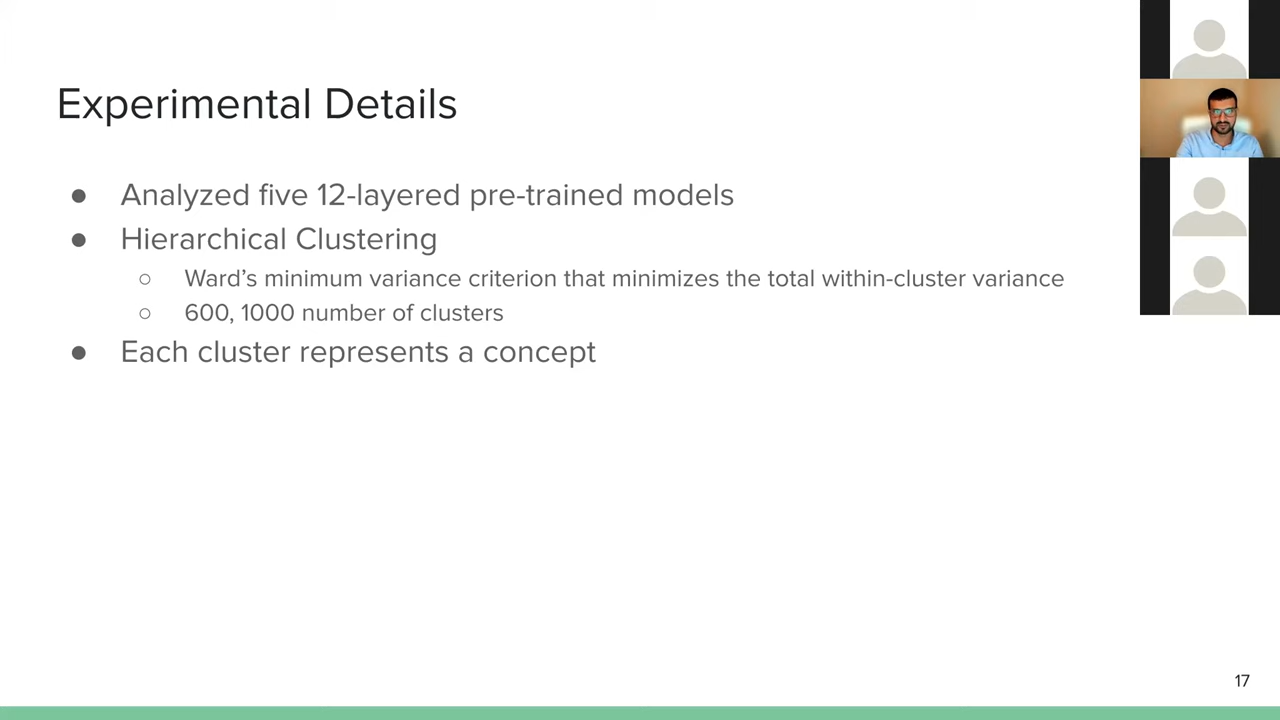 Experimental Details
● Analyzed five 12-layered pre-trained models
● Hierarchical Clustering
○ Ward's minimum variance criterion that minimizes the total within-cluster variance
○ 600, 1000 number of clusters
● Each cluster represents a concept
17